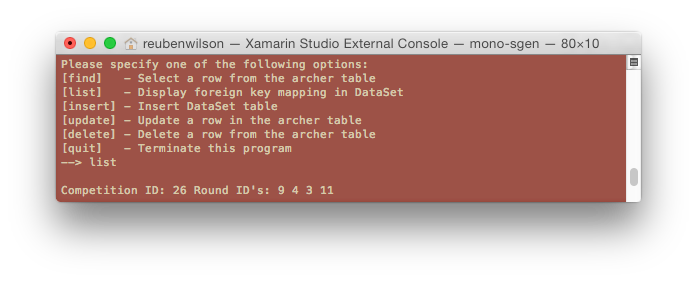 reubenwilson — Xamarin Studio External Console — mono-sgen — 80×10
Please specify one of the following options:
[find]   – Select a row from the archer table
[list]   – Display foreign key mapping in DataSet
[insert] – Insert DataSet table
[update] – Update a row in the archer table
[delete] – Delete a row from the archer table
[quit]   – Terminate this program
––> list
Competition ID: 26 Round ID's: 9 4 3 11